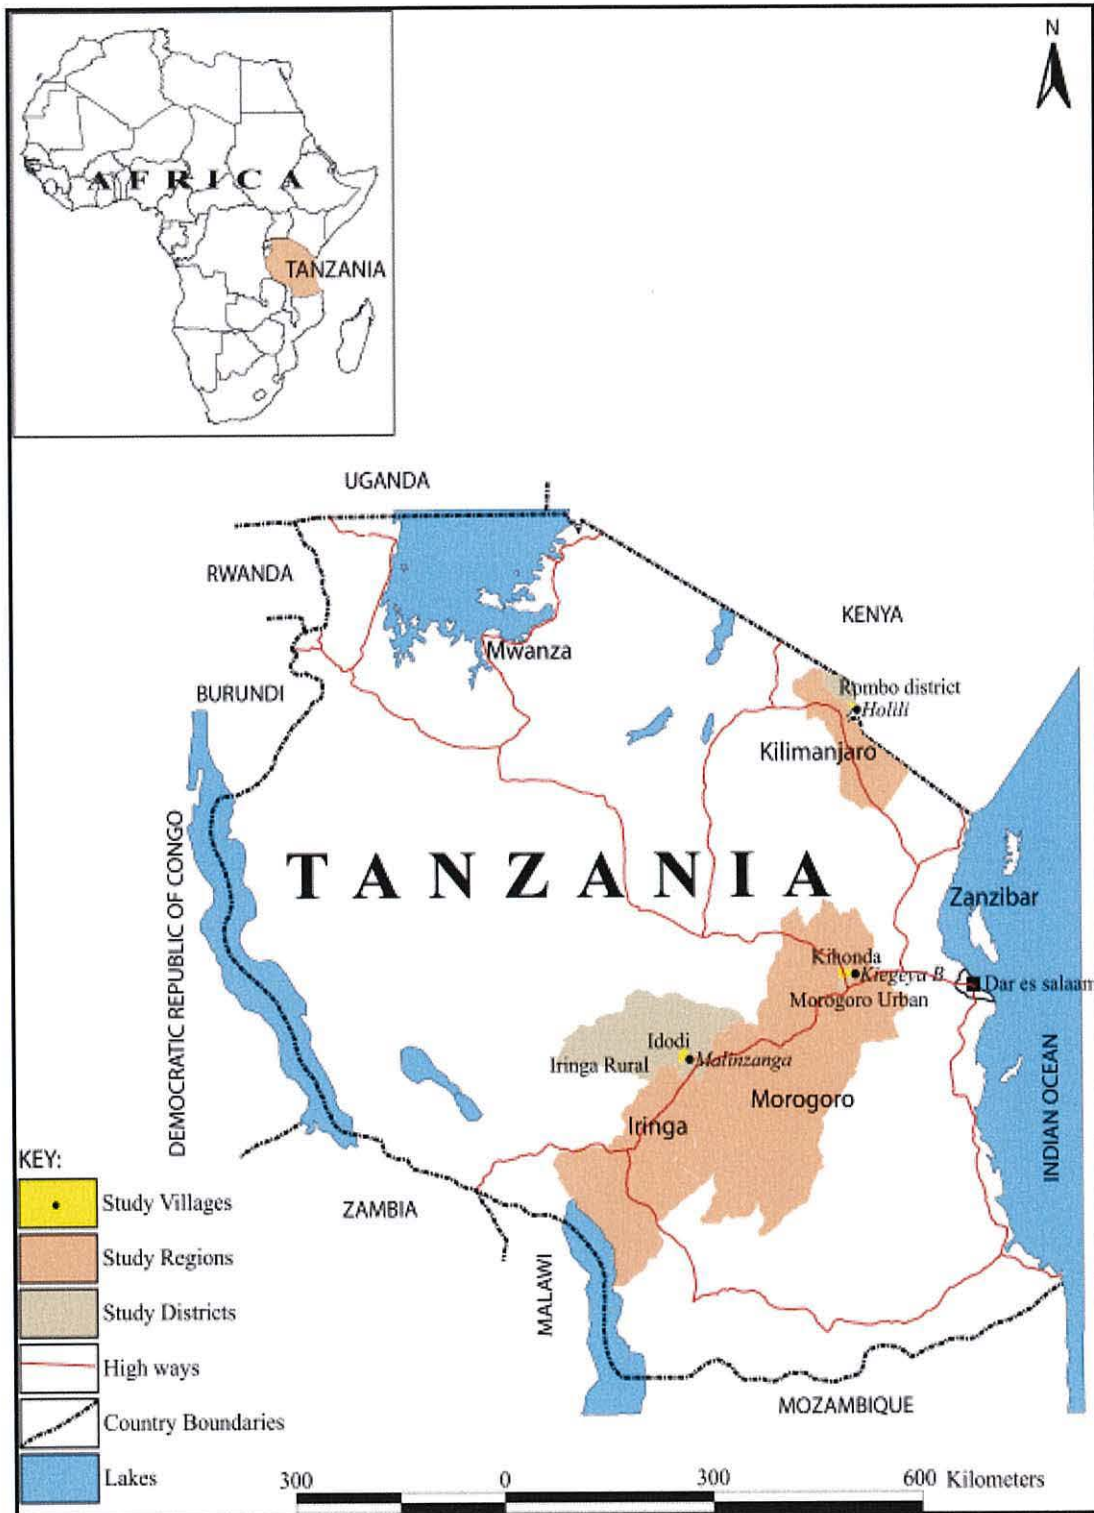 N
AFRICA
TANZANIA
UGANDA
RWANDA
KENYA
Mwanza
BURUNDI
Rombo district
Holili
Kilimanjaro
DEMOCRATIC REPUBLIC OF CONGO
TANZANIA
Zanzibar
Kihonda
Kiegeya B
Dar es salaam
Morogoro Urban
Idodi
Iringa Rural
Malinzanga
Morogoro
Iringa
INDIAN OCEAN
ZAMBIA
MALAWI
MOZAMBIQUE
KEY:
Study Villages
Study Regions
Study Districts
High ways
Country Boundaries
Lakes
300 0 300 600 Kilometers